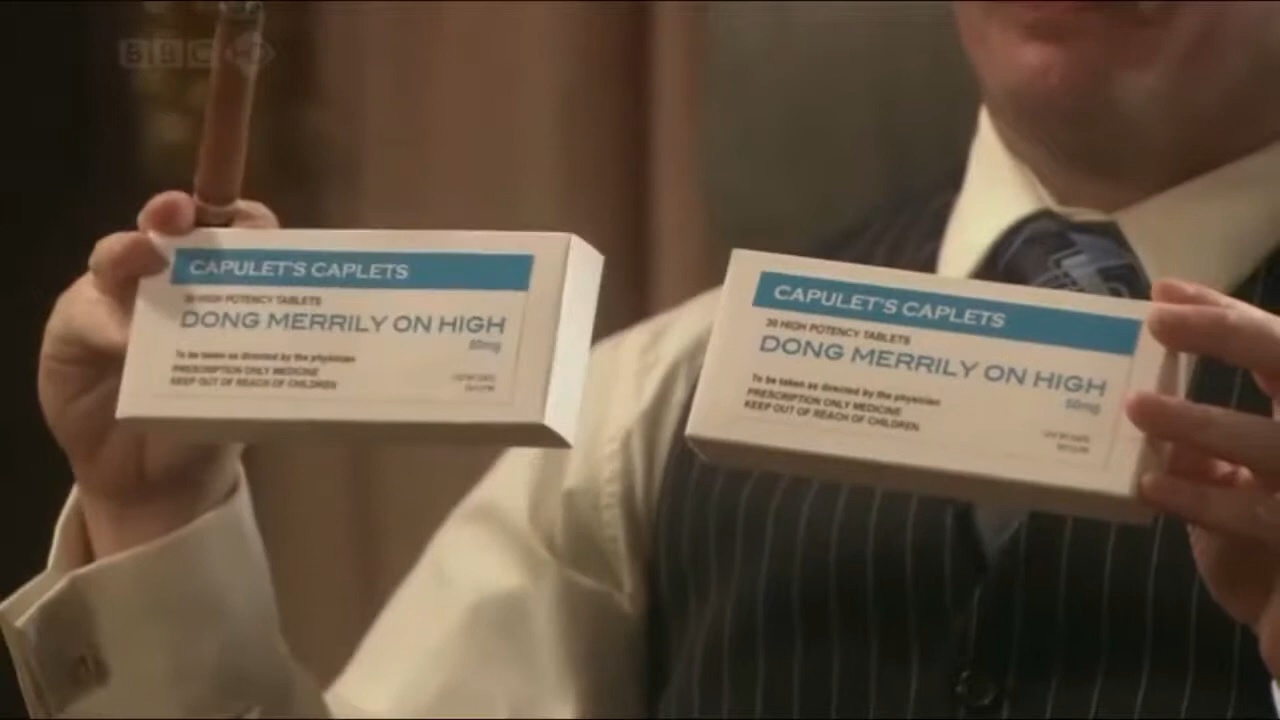 BBC HD
CAPULET'S CAPLETS
30 HIGH POTENCY TABLETS
DONG MERRILY ON HIGH
50mg
To be taken as directed by the physician
PRESCRIPTION ONLY MEDICINE
KEEP OUT OF REACH OF CHILDREN
CAPULET'S CAPLETS
30 HIGH POTENCY TABLETS
DONG MERRILY ON HIGH
50mg
To be taken as directed by the physician
PRESCRIPTION ONLY MEDICINE
KEEP OUT OF REACH OF CHILDREN